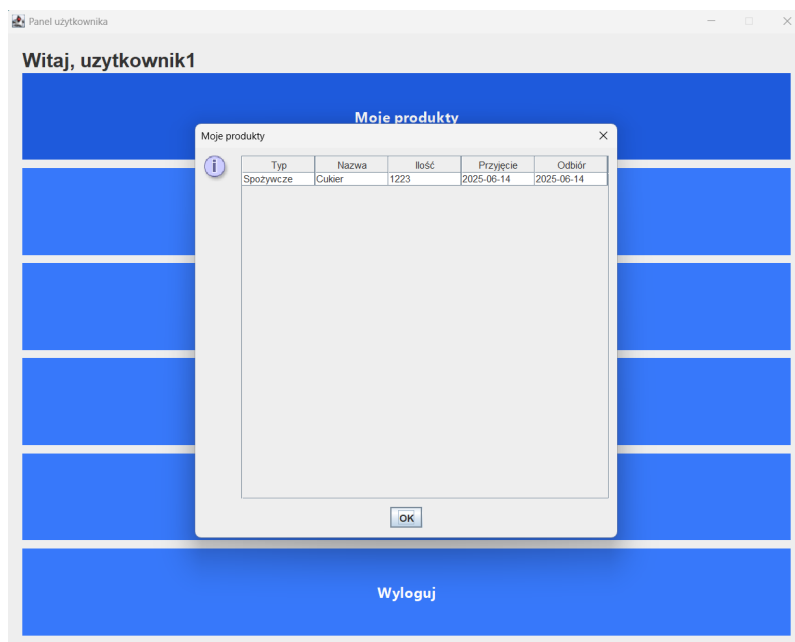 Panel użytkownika
Witaj, uzytkownik1
Moje produkty
Moje produkty
Typ Nazwa Ilość Przyjęcie Odbiór
Spożywcze Cukier 1223 2025-06-14 2025-06-14
OK
Wyloguj